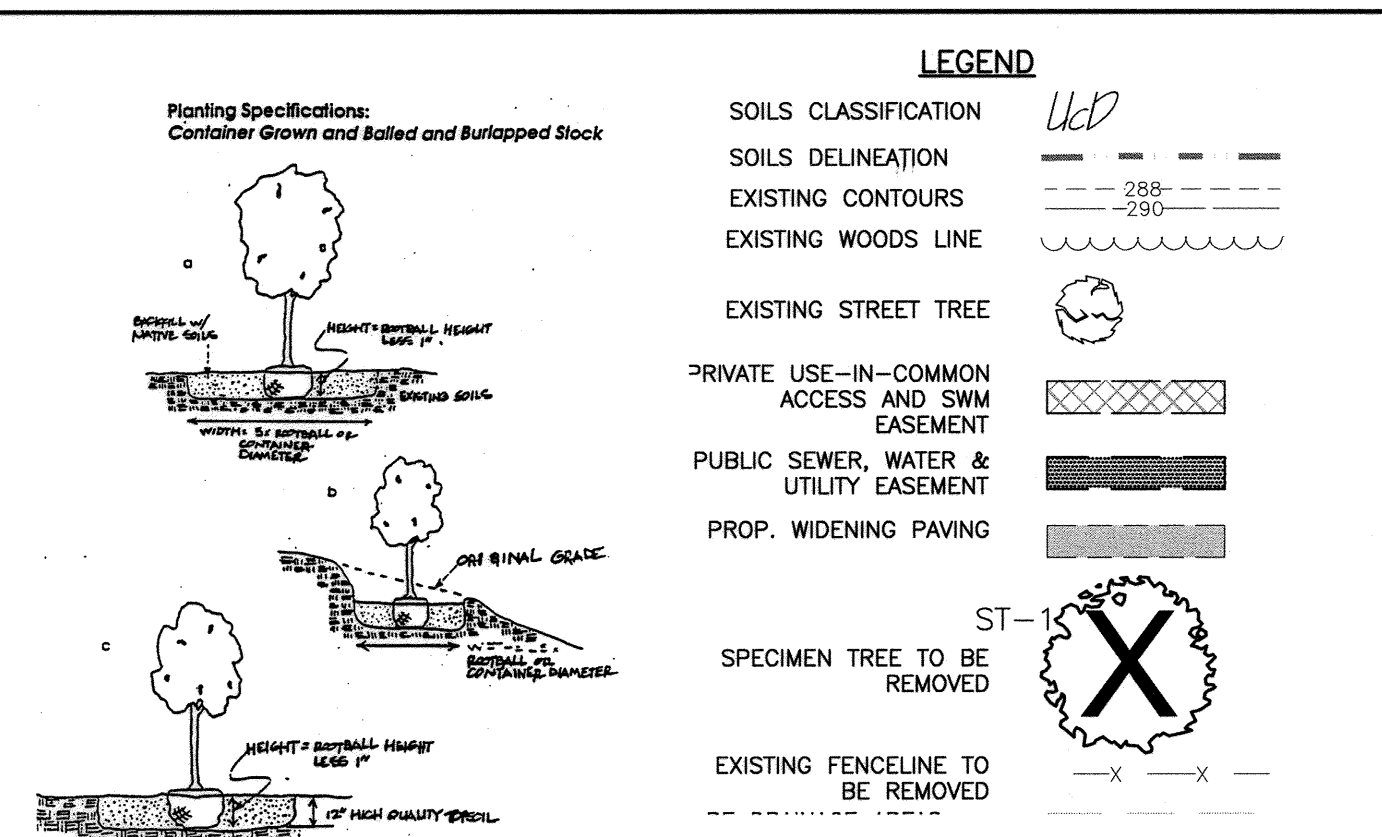 Planting Specifications:
Container Grown and Balled and Burlapped Stock
a
BACKFILL W/
NATIVE SOILS
HEIGHT = ROOTBALL HEIGHT
LESS 1".
EXISTING SOILS
WIDTH= 5x ROOTBALL OR
CONTAINER
DIAMETER
b
ORIGINAL GRADE
ROOTBALL OR
CONTAINER DIAMETER
c
HEIGHT = ROOTBALL HEIGHT
LESS 1"
12" HIGH QUALITY TOPSOIL
LEGEND
SOILS CLASSIFICATION
UcD
SOILS DELINEATION
EXISTING CONTOURS
288
290
EXISTING WOODS LINE
EXISTING STREET TREE
PRIVATE USE-IN-COMMON
ACCESS AND SWM
EASEMENT
PUBLIC SEWER, WATER &
UTILITY EASEMENT
PROP. WIDENING PAVING
ST-1
X
SPECIMEN TREE TO BE
REMOVED
EXISTING FENCELINE TO
BE REMOVED
X X